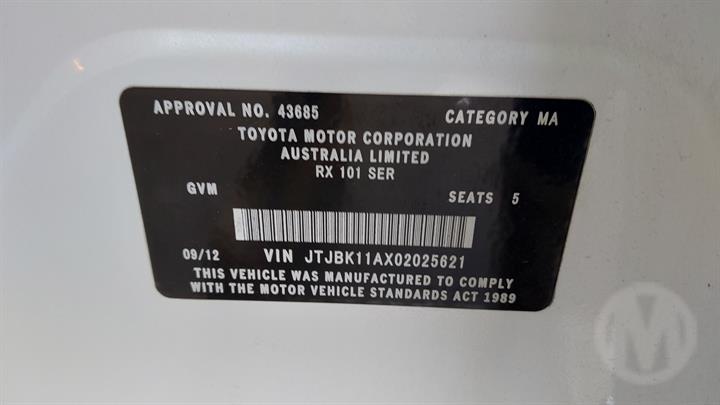 APPROVAL NO. 43685 CATEGORY MA
TOYOTA MOTOR CORPORATION
AUSTRALIA LIMITED
RX 101 SER
GVM SEATS 5
09/12 VIN JTJBK11AX02025621
THIS VEHICLE WAS MANUFACTURED TO COMPLY
WITH THE MOTOR VEHICLE STANDARDS ACT 1989
M